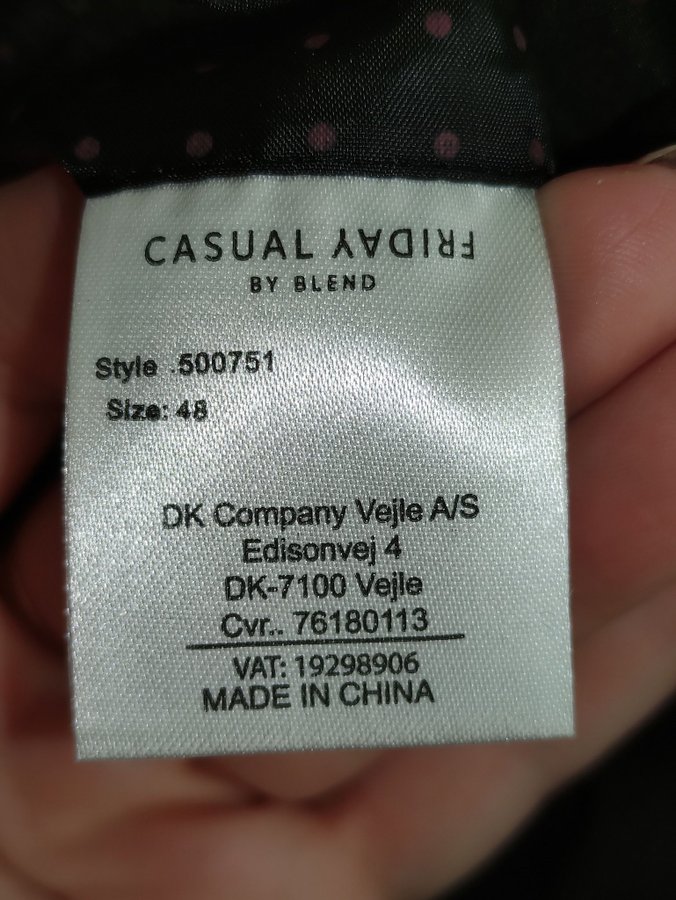 CASUAL FRIDAY
BY BLEND
Style .500751
Size: 48
DK Company Vejle A/S
Edisonvej 4
DK-7100 Vejle
Cvr.. 76180113
VAT: 19298906
MADE IN CHINA